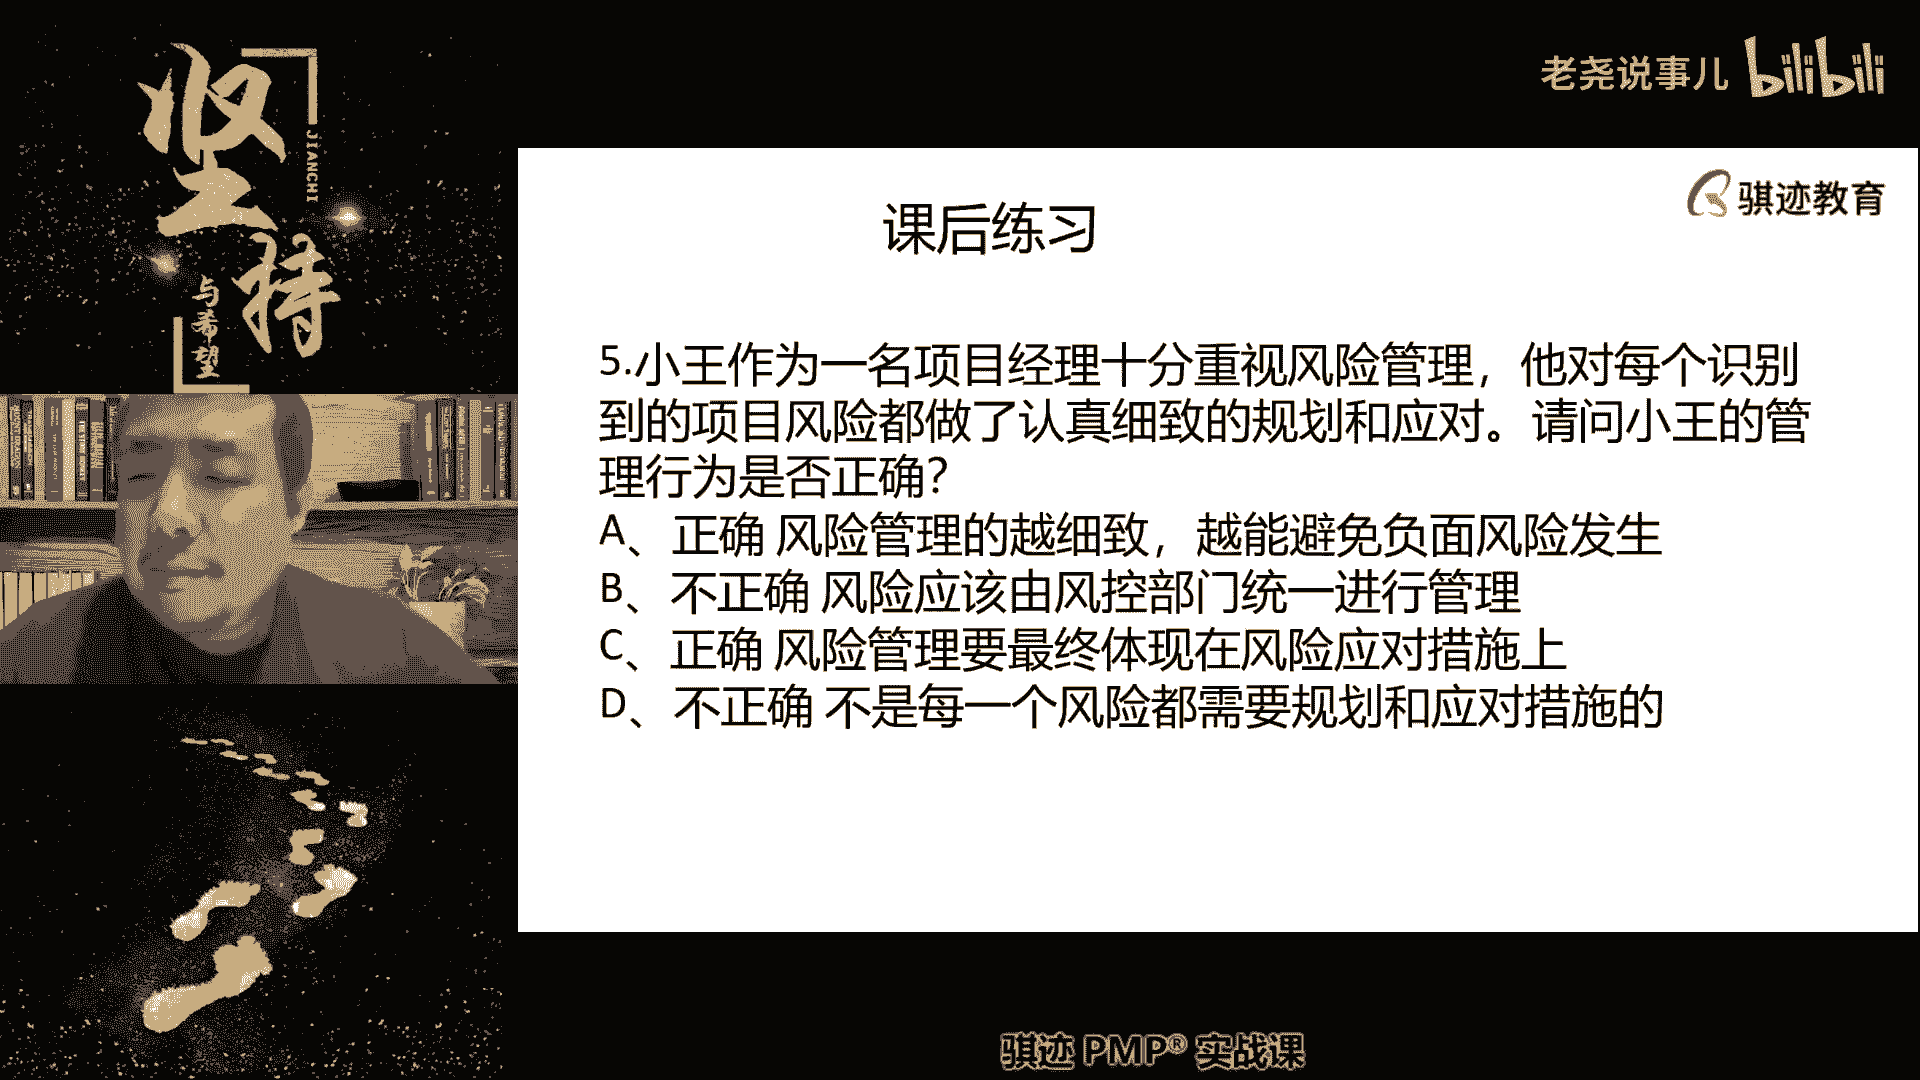 坚持
JIANCHI
与希望
老尧说事儿 bilibili
骐迹教育
课后练习
5.小王作为一名项目经理十分重视风险管理，他对每个识别
到的项目风险都做了认真细致的规划和应对。请问小王的管
理行为是否正确？
A、正确 风险管理的越细致，越能避免负面风险发生
B、不正确 风险应该由风控部门统一进行管理
C、正确 风险管理要最终体现在风险应对措施上
D、不正确 不是每一个风险都需要规划和应对措施的
骐迹 PMP® 实战课